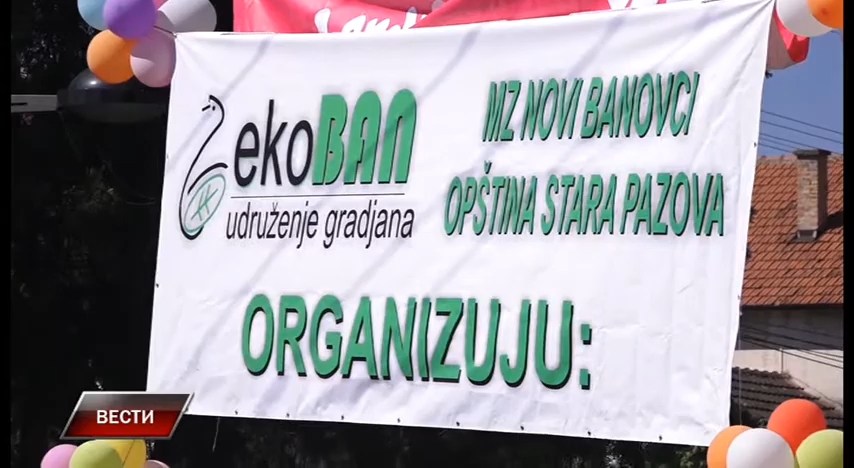 ekoBAN
udruženje gradjana
MZ NOVI BANOVCI
OPŠTINA STARA PAZOVA
ORGANIZUJU:
ВЕСТИ